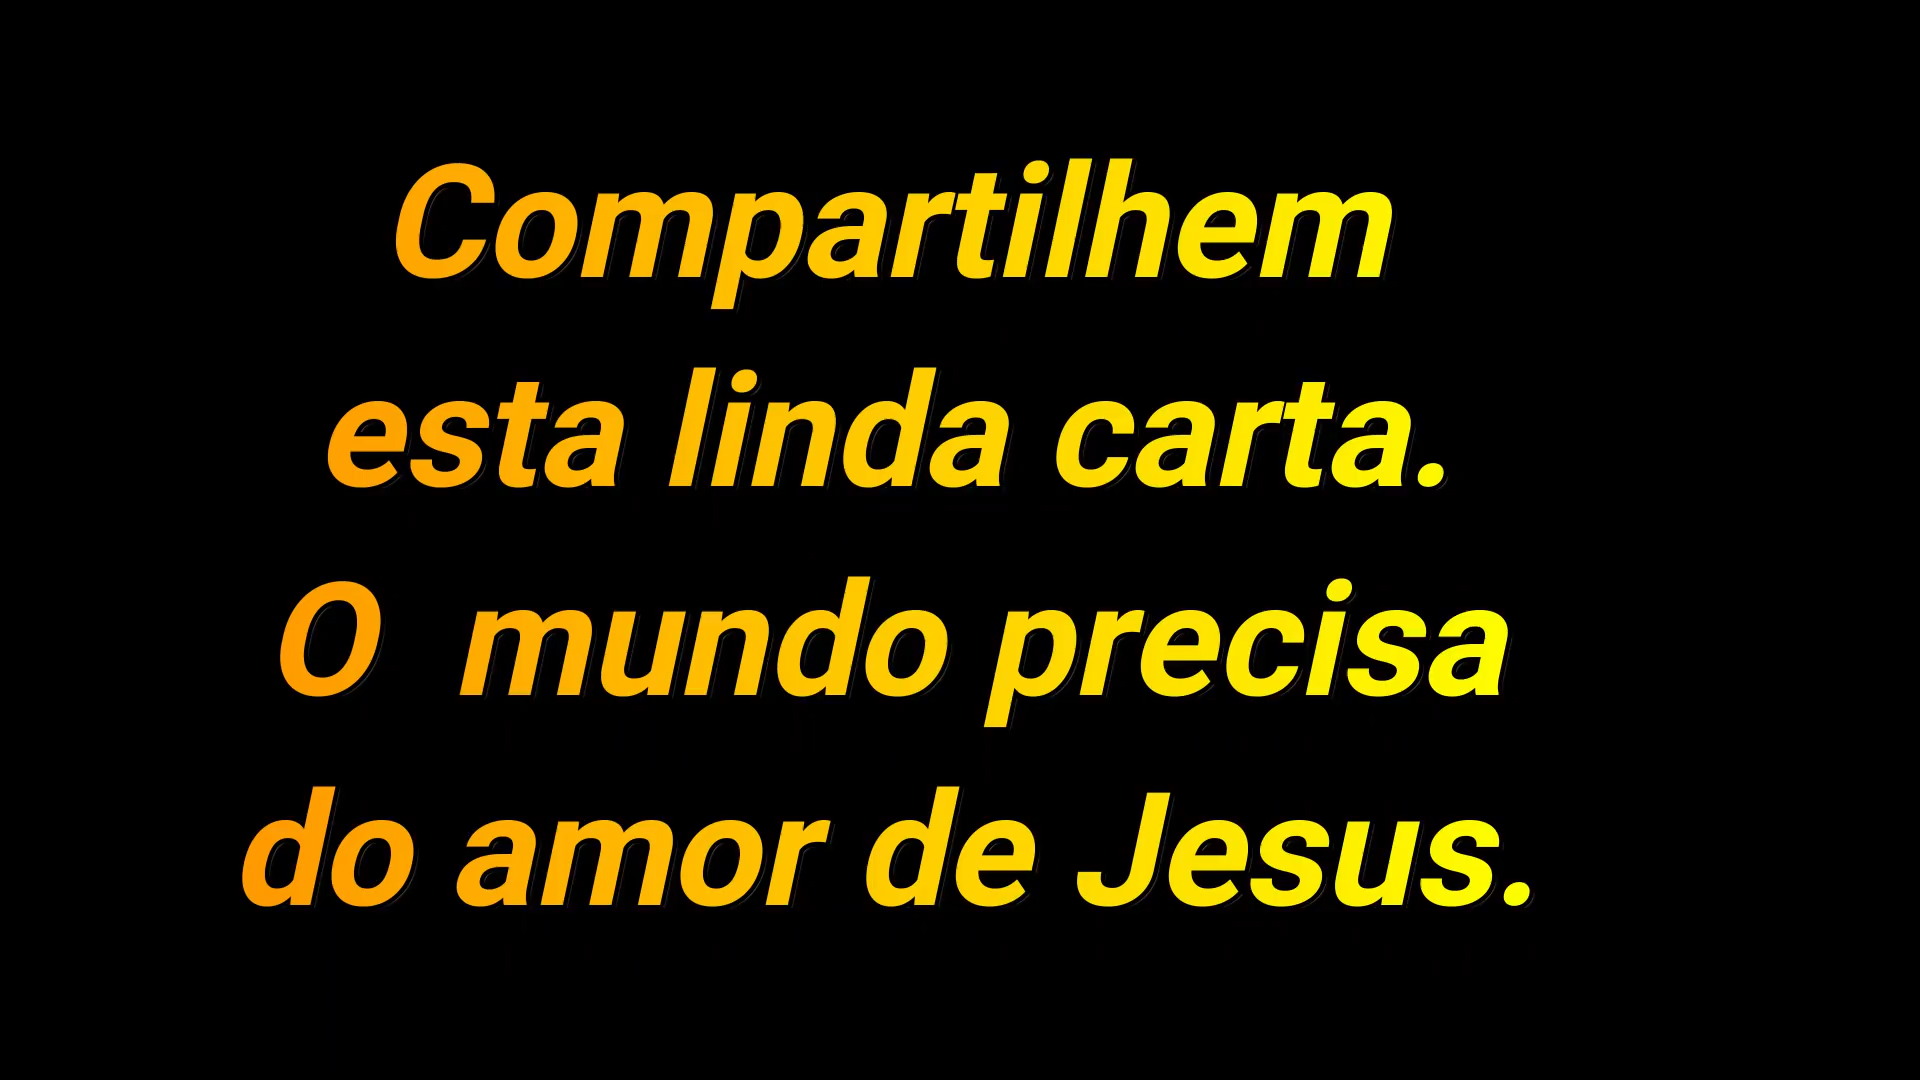 Compartilhem
esta linda carta.
O  mundo precisa
do amor de Jesus.